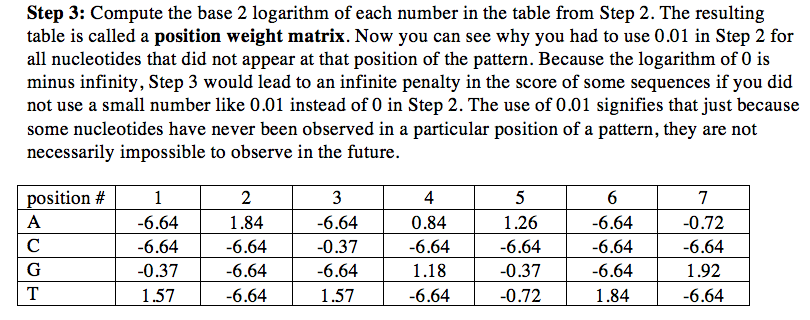 Step 3: Compute the base 2 logarithm of each number in the table from Step 2. The resulting
table is called a position weight matrix. Now you can see why you had to use 0.01 in Step 2 for
all nucleotides that did not appear at that position of the pattern. Because the logarithm of 0 is
minus infinity, Step 3 would lead to an infinite penalty in the score of some sequences if you did
not use a small number like 0.01 instead of 0 in Step 2. The use of 0.01 signifies that just because
some nucleotides have never been observed in a particular position of a pattern, they are not
necessarily impossible to observe in the future.
position # 1 2 3 4 5 6 7
A -6.64 1.84 -6.64 0.84 1.26 -6.64 -0.72
C -6.64 -6.64 -0.37 -6.64 -6.64 -6.64 -6.64
G -0.37 -6.64 -6.64 1.18 -0.37 -6.64 1.92
T 1.57 -6.64 1.57 -6.64 -0.72 1.84 -6.64